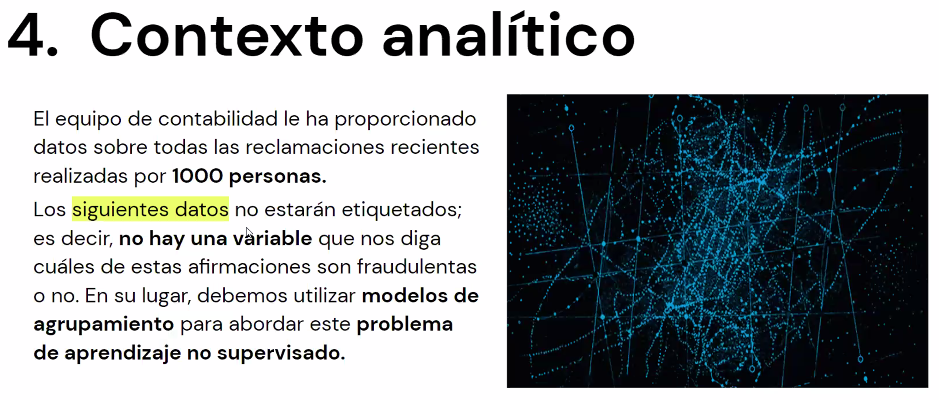 4. Contexto analítico
El equipo de contabilidad le ha proporcionado
datos sobre todas las reclamaciones recientes
realizadas por 1000 personas.
Los siguientes datos no estarán etiquetados;
es decir, no hay una variable que nos diga
cuáles de estas afirmaciones son fraudulentas
o no. En su lugar, debemos utilizar modelos de
agrupamiento para abordar este problema
de aprendizaje no supervisado.